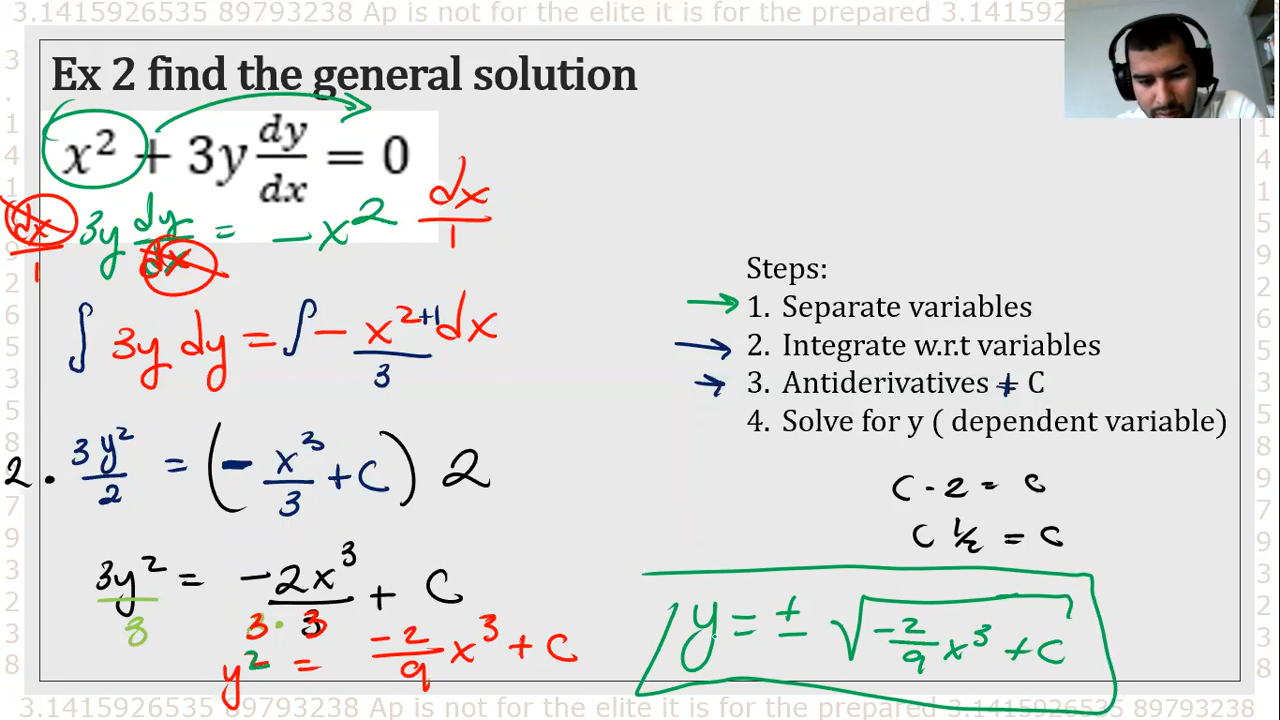 3.1415926535 89793238 Ap is not for the elite it is for the prepared 3.1415926
Ex 2 find the general solution
x² + 3y dy/dx = 0
dx/1 3y dy/dx = -x² dx/1
∫ 3y dy = ∫ - x²⁺¹/3 dx
2 · 3y²/2 = (- x³/3 + C) 2
3y²/3 = -2x³/3·3 + C
y² = -2/9 x³ + C
Steps:
1. Separate variables
2. Integrate w.r.t variables
3. Antiderivatives + C
4. Solve for y ( dependent variable)
C · 2 = C
C ½ = C
y = ± √(-2/9 x³ + C)
3.1415926535 89793238 Ap is not for the elite it is for the prepared 3.1415926535 89793238